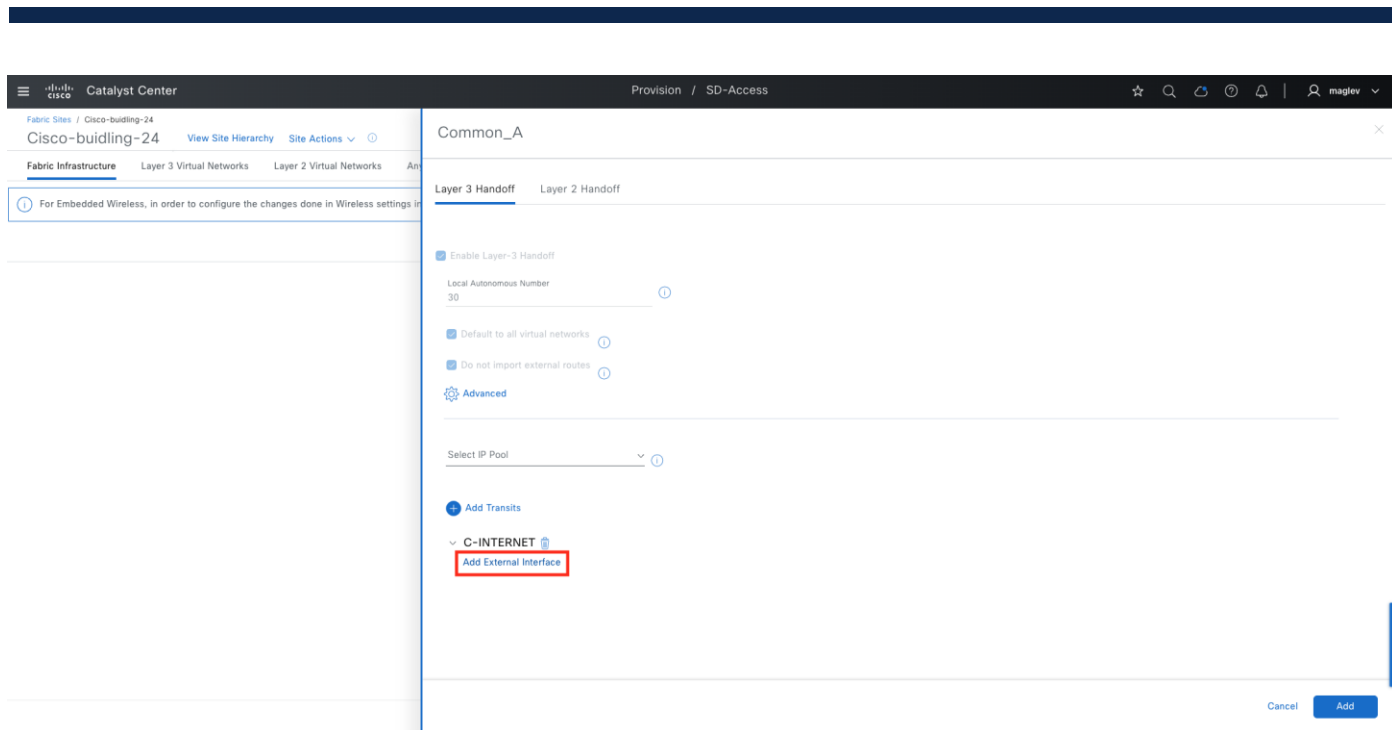 cisco Catalyst Center
Provision / SD-Access
maglev
Fabric Sites / Cisco-buidling-24
Cisco-buidling-24 View Site Hierarchy Site Actions
Fabric Infrastructure Layer 3 Virtual Networks Layer 2 Virtual Networks An
For Embedded Wireless, in order to configure the changes done in Wireless settings in
Common_A
Layer 3 Handoff Layer 2 Handoff
Enable Layer-3 Handoff
Local Autonomous Number
30
Default to all virtual networks
Do not import external routes
Advanced
Select IP Pool
Add Transits
C-INTERNET
Add External Interface
Cancel Add